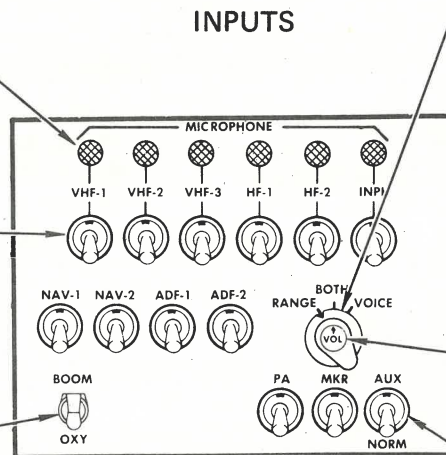 INPUTS
MICROPHONE
VHF-1 VHF-2 VHF-3 HF-1 HF-2 INPH
NAV-1 NAV-2 ADF-1 ADF-2
RANGE BOTH VOICE
VOL
BOOM
OXY
PA MKR AUX
NORM